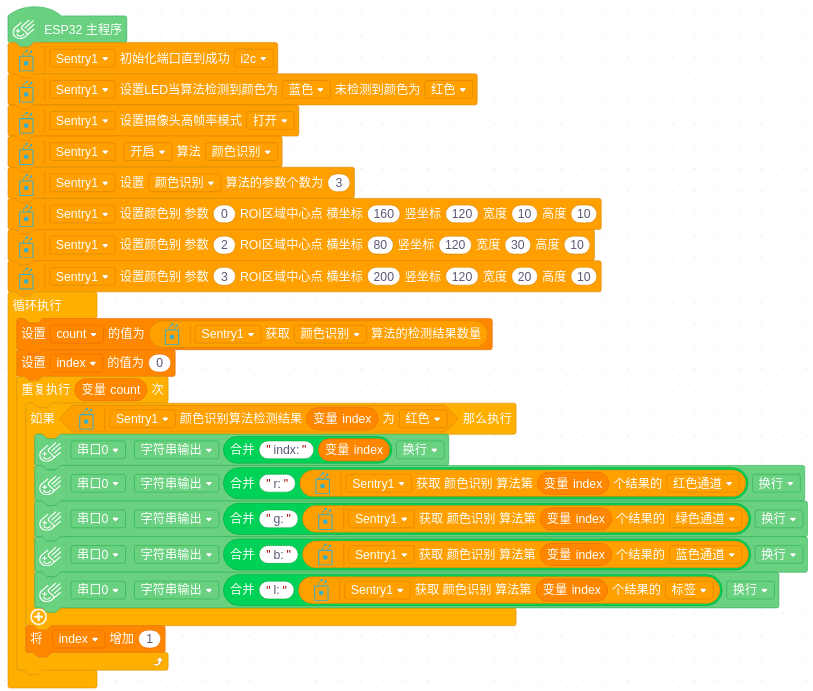 ESP32 主程序
Sentry1 初始化端口直到成功 i2c
Sentry1 设置LED当算法检测到颜色为 蓝色 未检测到颜色为 红色
Sentry1 设置摄像头高帧率模式 打开
Sentry1 开启 算法 颜色识别
Sentry1 设置 颜色识别 算法的参数个数为 3
Sentry1 设置颜色别 参数 0 ROI区域中心点 横坐标 160 竖坐标 120 宽度 10 高度 10
Sentry1 设置颜色别 参数 2 ROI区域中心点 横坐标 80 竖坐标 120 宽度 30 高度 10
Sentry1 设置颜色别 参数 3 ROI区域中心点 横坐标 200 竖坐标 120 宽度 20 高度 10
循环执行
设置 count 的值为 Sentry1 获取 颜色识别 算法的检测结果数量
设置 index 的值为 0
重复执行 变量 count 次
如果 Sentry1 颜色识别算法检测结果 变量 index 为 红色 那么执行
串口0 字符串输出 合并 " indx: " 变量 index 换行
串口0 字符串输出 合并 " r: " Sentry1 获取 颜色识别 算法第 变量 index 个结果的 红色通道 换行
串口0 字符串输出 合并 " g: " Sentry1 获取 颜色识别 算法第 变量 index 个结果的 绿色通道 换行
串口0 字符串输出 合并 " b: " Sentry1 获取 颜色识别 算法第 变量 index 个结果的 蓝色通道 换行
串口0 字符串输出 合并 " l: " Sentry1 获取 颜色识别 算法第 变量 index 个结果的 标签 换行
将 index 增加 1